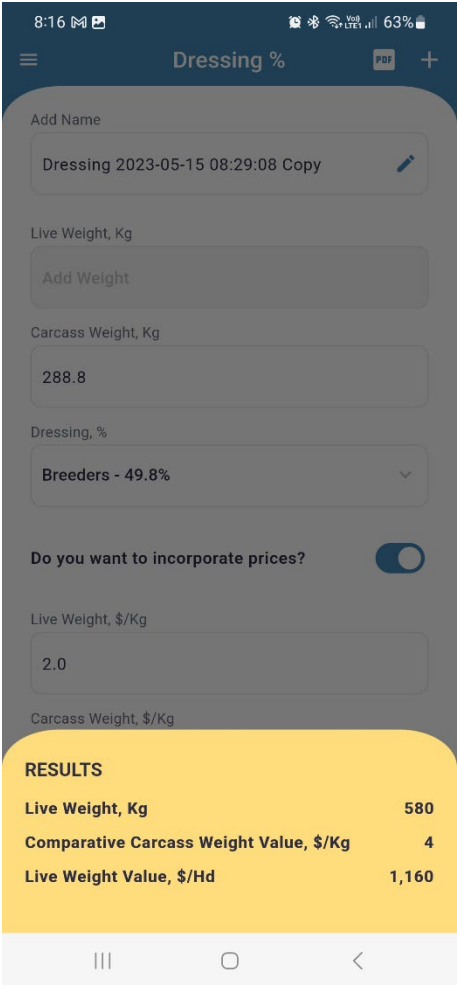 8:16 63%
Dressing % PDF
Add Name
Dressing 2023-05-15 08:29:08 Copy
Live Weight, Kg
Add Weight
Carcass Weight, Kg
288.8
Dressing, %
Breeders - 49.8%
Do you want to incorporate prices?
Live Weight, $/Kg
2.0
Carcass Weight, $/Kg
RESULTS
Live Weight, Kg 580
Comparative Carcass Weight Value, $/Kg 4
Live Weight Value, $/Hd 1,160